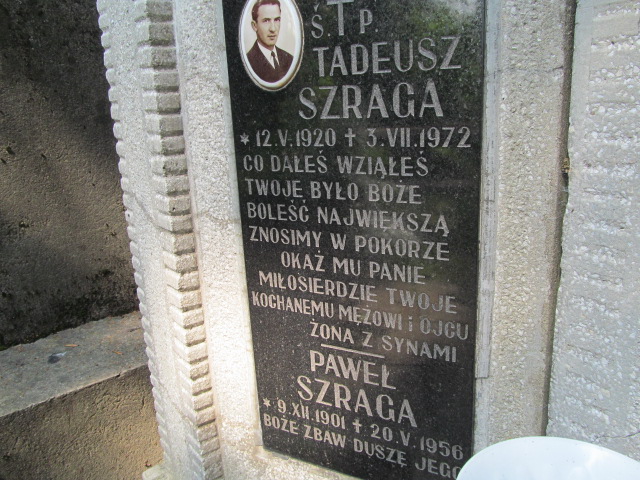 Ś.†P
TADEUSZ
SZRAGA
* 12.V.1920 † 3.VII.1972
CO DAŁEŚ WZIĄŁEŚ
TWOJE BYŁO BOŻE
BOLEŚĆ NAJWIĘKSZĄ
ZNOSIMY W POKORZE
OKAŻ MU PANIE
MIŁOSIERDZIE TWOJE
KOCHANEMU MĘŻOWI i OJCU
ŻONA Z SYNAMI
PAWEŁ
SZRAGA
* 9.XII.1901 † 20.V.1956
BOŻE ZBAW DUSZĘ JEGO